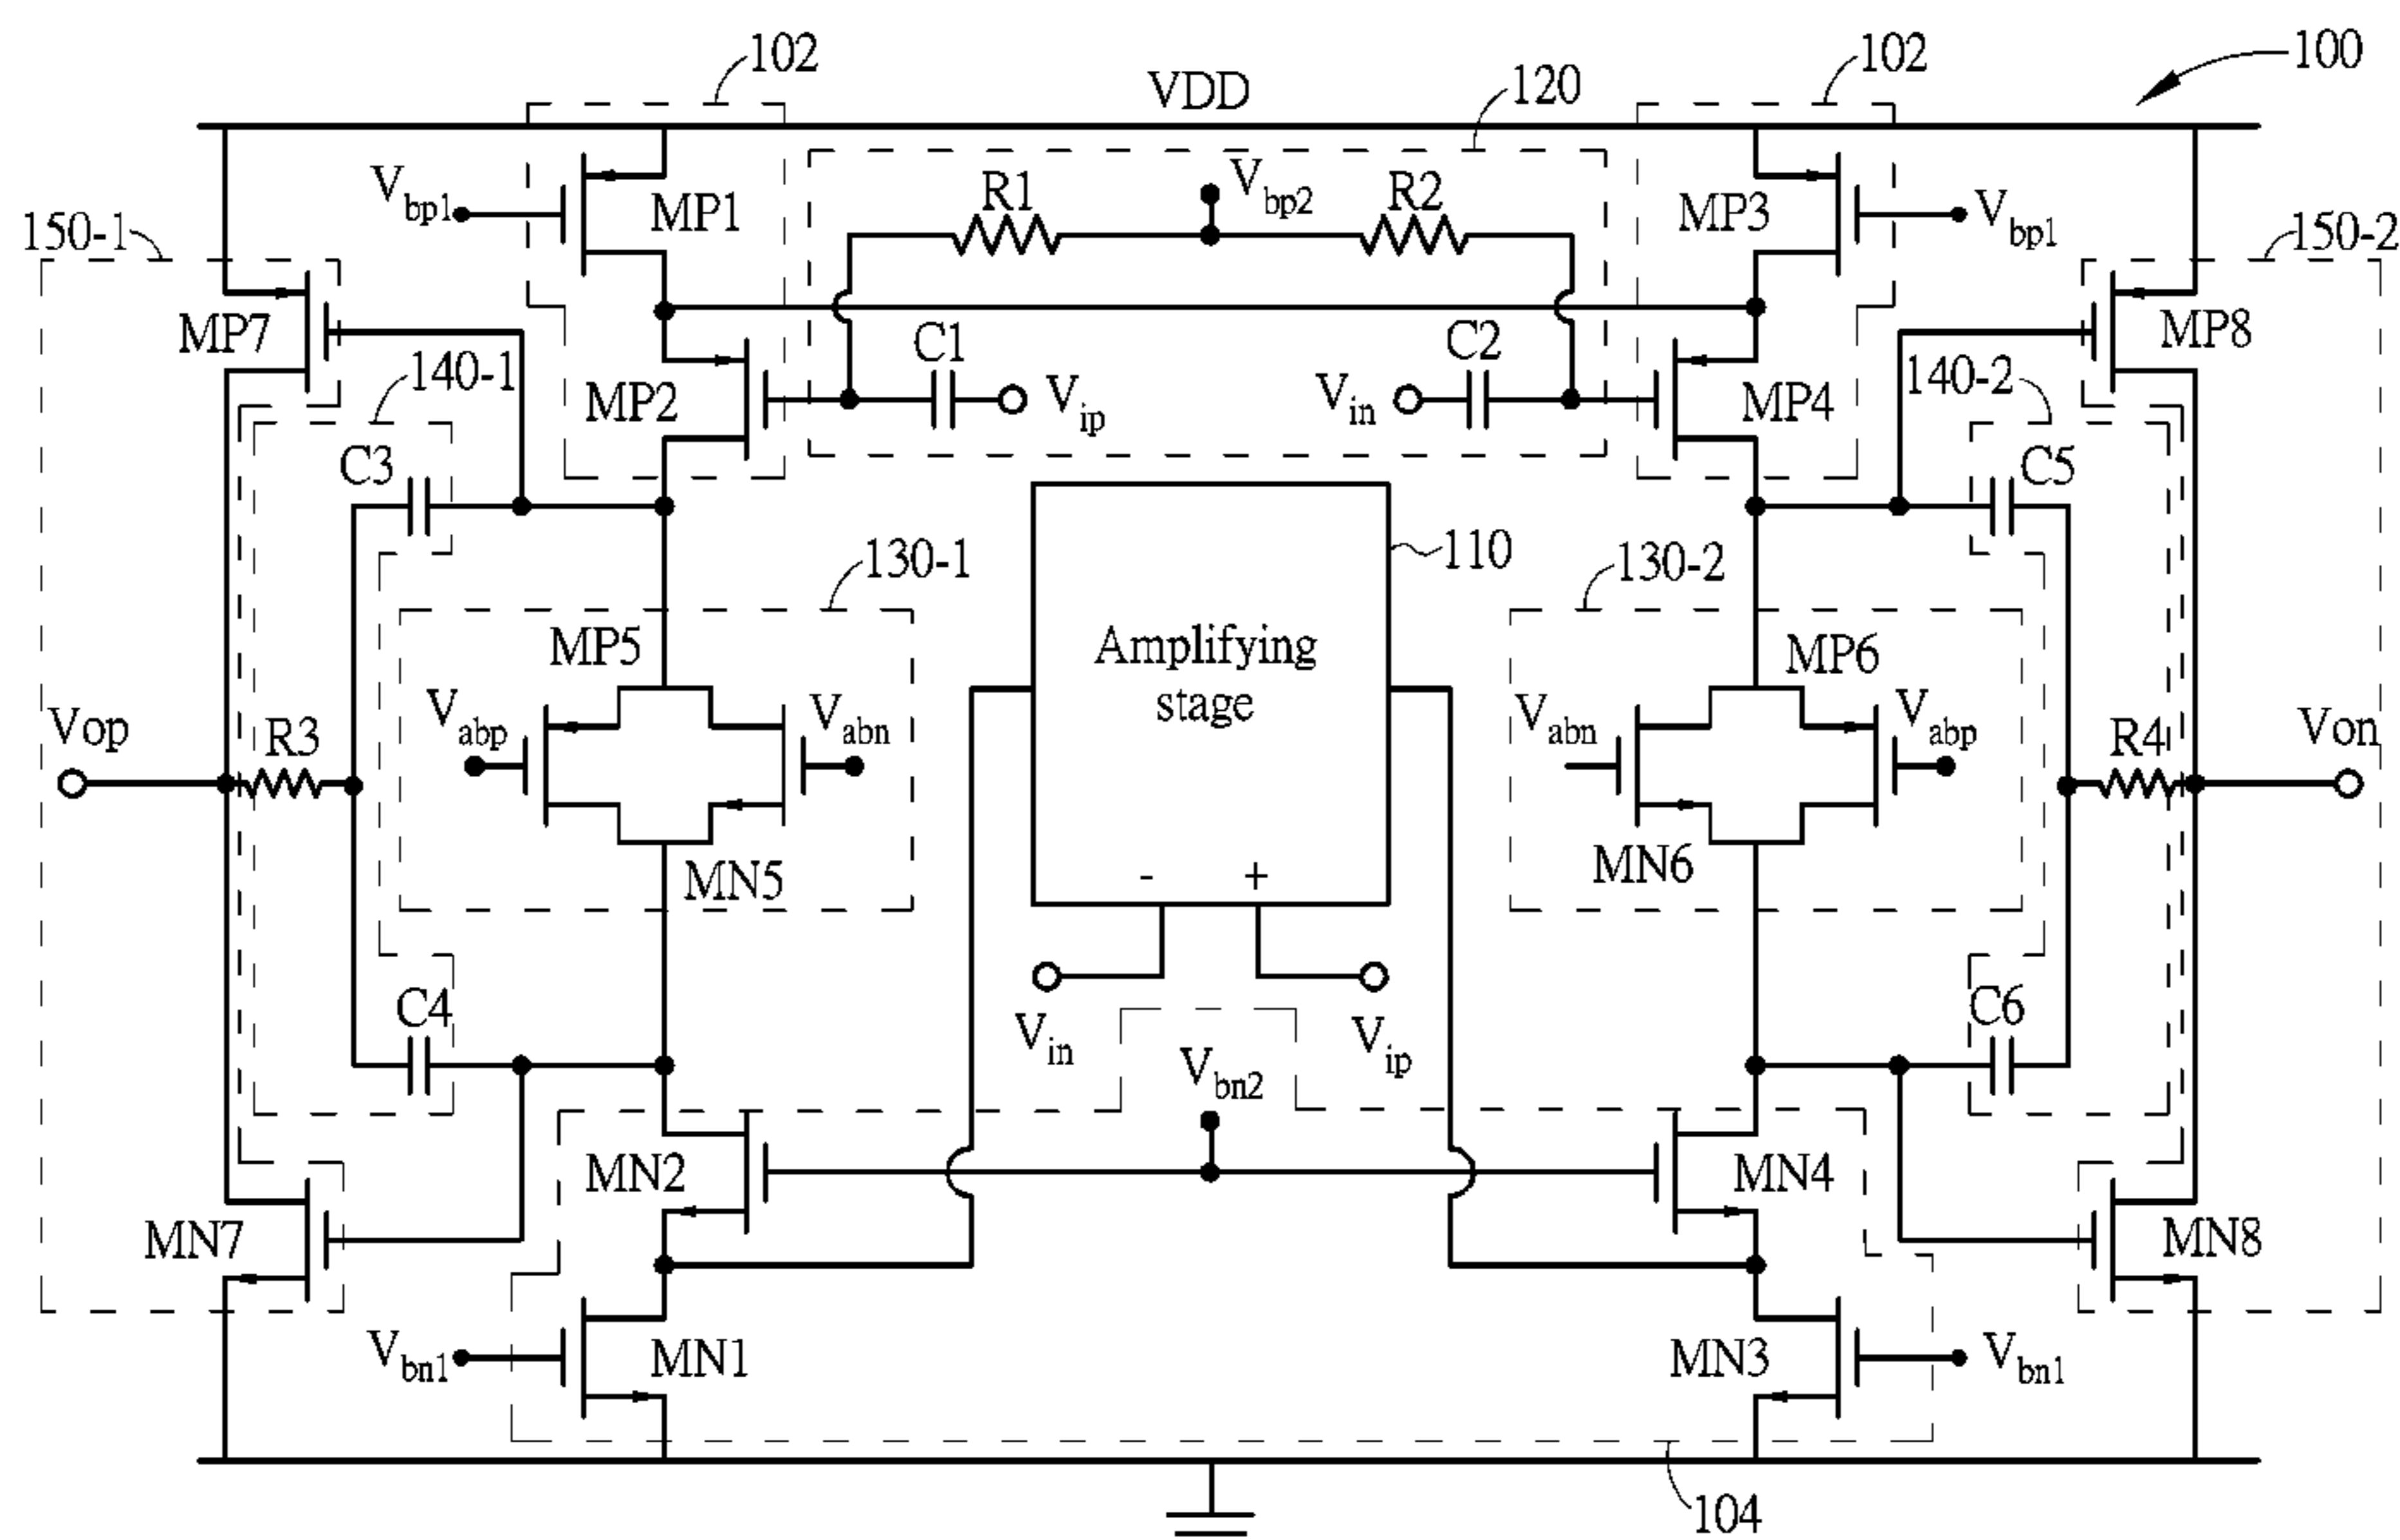 102
VDD
120
102
100
Vbp1
MP1
R1
Vbp2
R2
MP3
Vbp1
150-1
150-2
MP7
140-1
MP2
C1
Vip
Vin
C2
MP4
MP8
140-2
C3
C5
130-1
110
130-2
MP5
Amplifying
stage
MP6
Vop
R3
Vabp
Vabn
Vabn
Vabp
R4
Von
MN5
- +
MN6
C4
Vin
Vip
C6
Vbn2
MN2
MN4
MN7
MN8
Vbn1
MN1
MN3
Vbn1
104